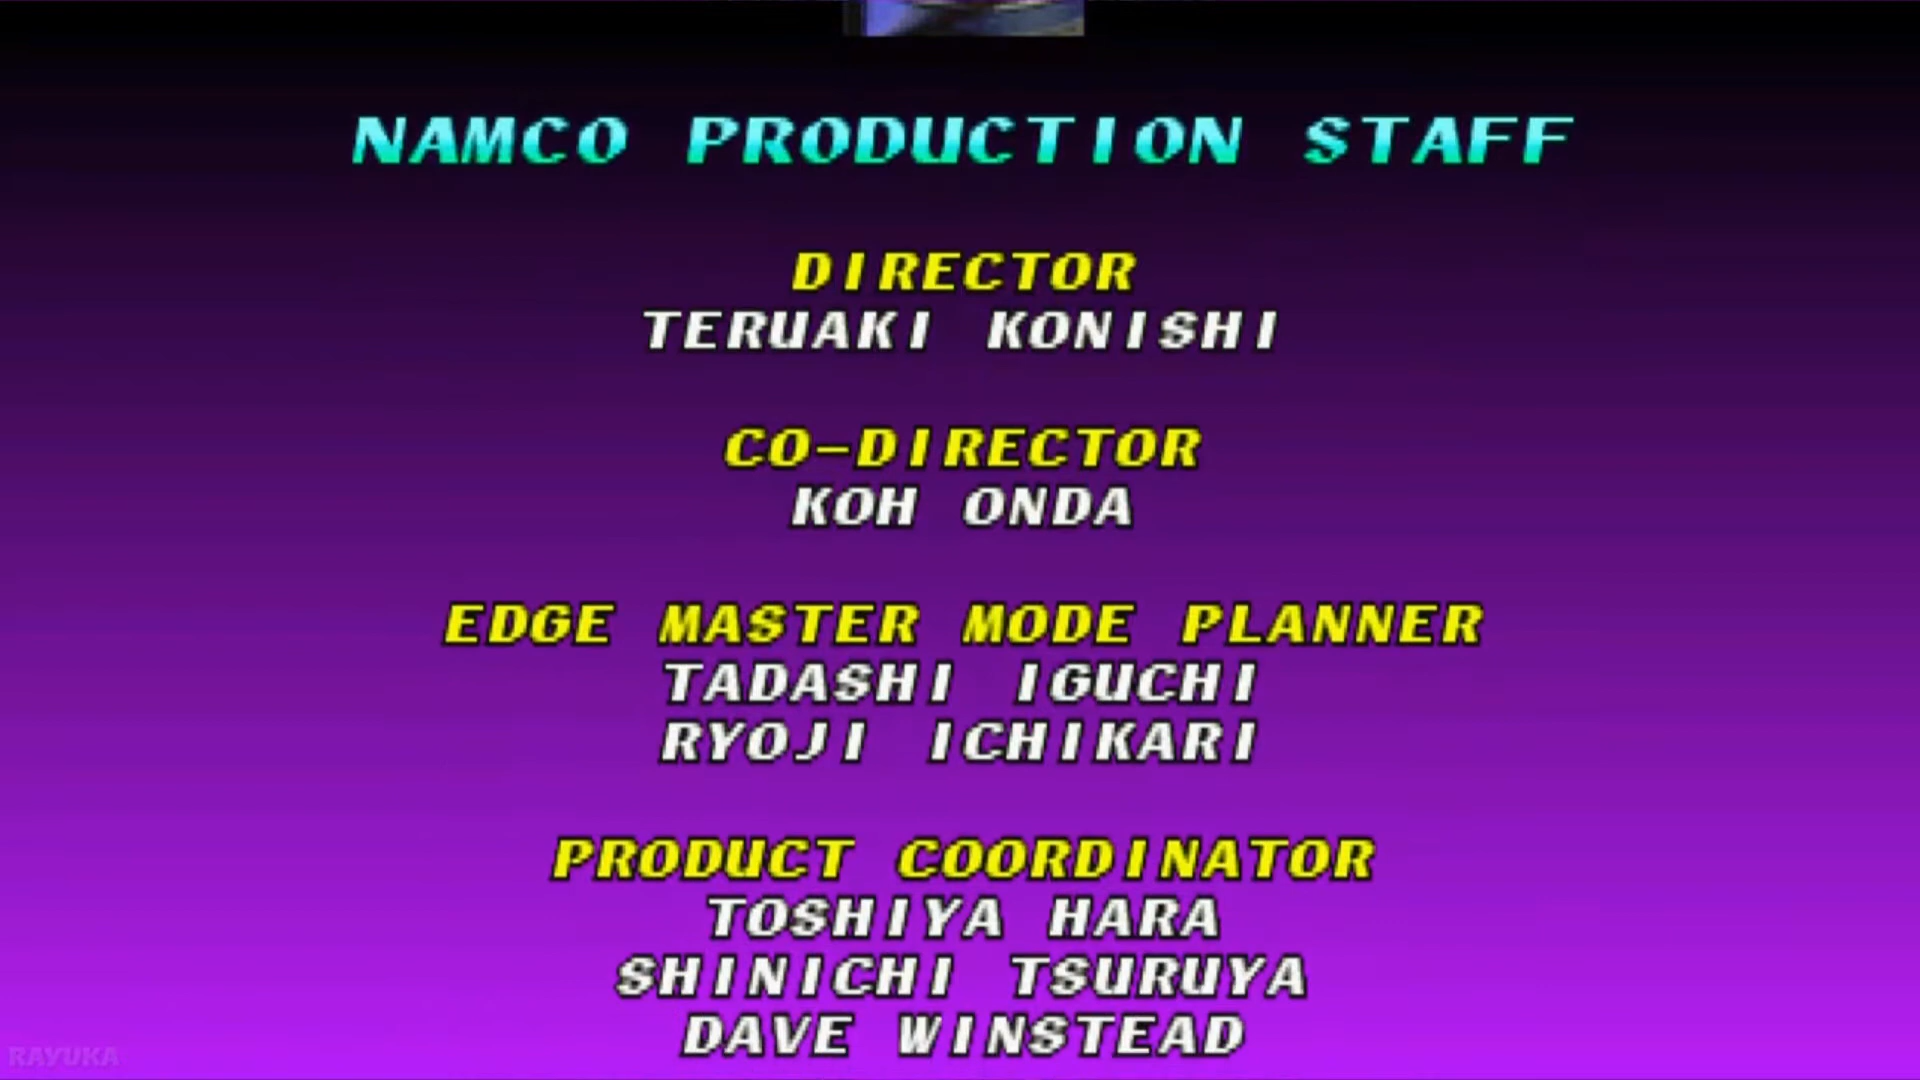 NAMCO PRODUCTION STAFF
DIRECTOR
TERUAKI KONISHI
CO-DIRECTOR
KOH ONDA
EDGE MASTER MODE PLANNER
TADASHI IGUCHI
RYOJI ICHIKARI
PRODUCT COORDINATOR
TOSHIYA HARA
SHINICHI TSURUYA
DAVE WINSTEAD
RAYUKA